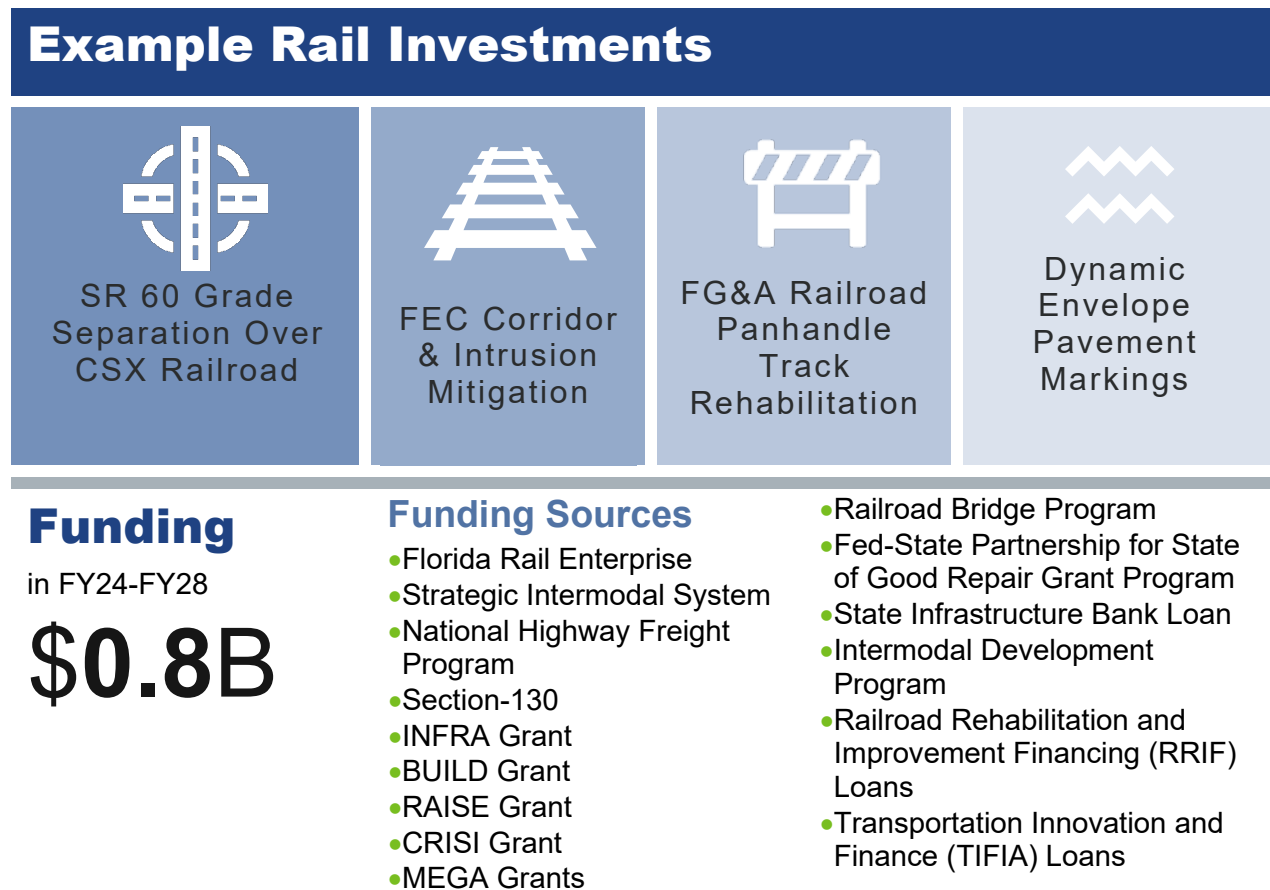 Example Rail Investments
SR 60 Grade
Separation Over
CSX Railroad
FEC Corridor
& Intrusion
Mitigation
FG&A Railroad
Panhandle
Track
Rehabilitation
Dynamic
Envelope
Pavement
Markings
Funding
in FY24-FY28
$0.8B
Funding Sources
•Florida Rail Enterprise
•Strategic Intermodal System
•National Highway Freight
Program
•Section-130
•INFRA Grant
•BUILD Grant
•RAISE Grant
•CRISI Grant
•MEGA Grants
•Railroad Bridge Program
•Fed-State Partnership for State
of Good Repair Grant Program
•State Infrastructure Bank Loan
•Intermodal Development
Program
•Railroad Rehabilitation and
Improvement Financing (RRIF)
Loans
•Transportation Innovation and
Finance (TIFIA) Loans